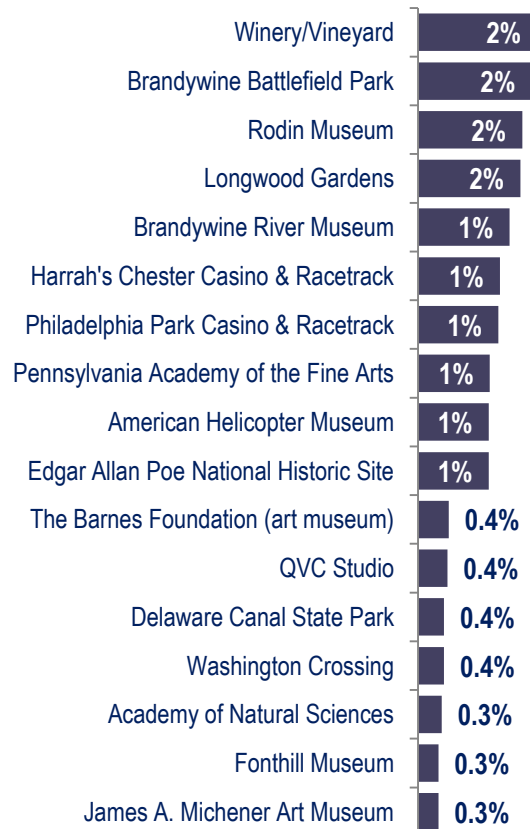 Winery/Vineyard 2%
Brandywine Battlefield Park 2%
Rodin Museum 2%
Longwood Gardens 2%
Brandywine River Museum 1%
Harrah's Chester Casino & Racetrack 1%
Philadelphia Park Casino & Racetrack 1%
Pennsylvania Academy of the Fine Arts 1%
American Helicopter Museum 1%
Edgar Allan Poe National Historic Site 1%
The Barnes Foundation (art museum) 0.4%
QVC Studio 0.4%
Delaware Canal State Park 0.4%
Washington Crossing 0.4%
Academy of Natural Sciences 0.3%
Fonthill Museum 0.3%
James A. Michener Art Museum 0.3%